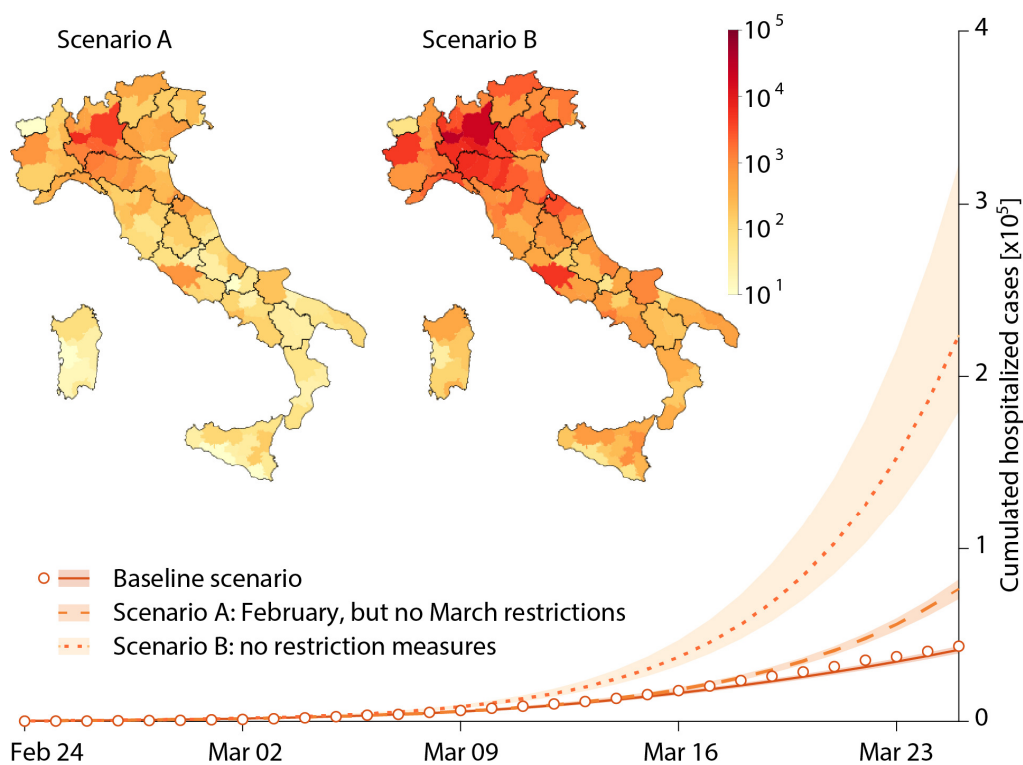 Scenario A
Scenario B
10 5
10 4
10 3
10 2
10 1
4
3
2
1
0
Cumulated hospitalized cases [x10⁵]
Baseline scenario
Scenario A: February, but no March restrictions
Scenario B: no restriction measures
Feb 24
Mar 02
Mar 09
Mar 16
Mar 23